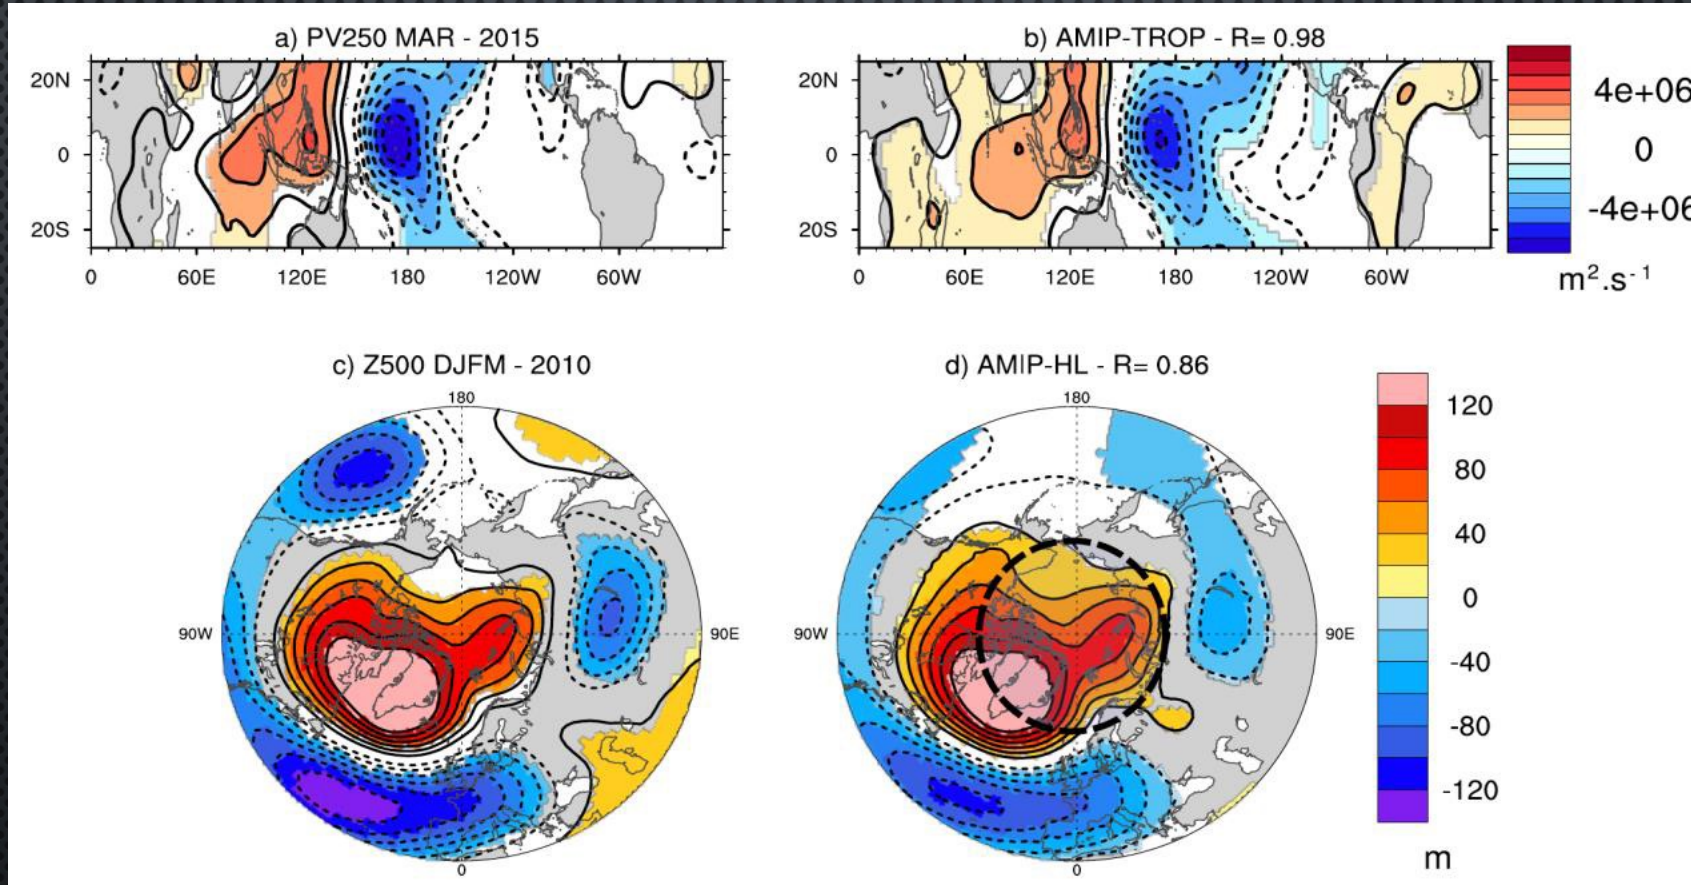 a) PV250 MAR - 2015
20N
0
20S
0 60E 120E 180 120W 60W
b) AMIP-TROP - R= 0.98
20N
0
20S
0 60E 120E 180 120W 60W
4e+06
0
-4e+06
m².s⁻¹
c) Z500 DJFM - 2010
180
90W
90E
0
d) AMIP-HL - R= 0.86
180
90W
90E
0
120
80
40
0
-40
-80
-120
m